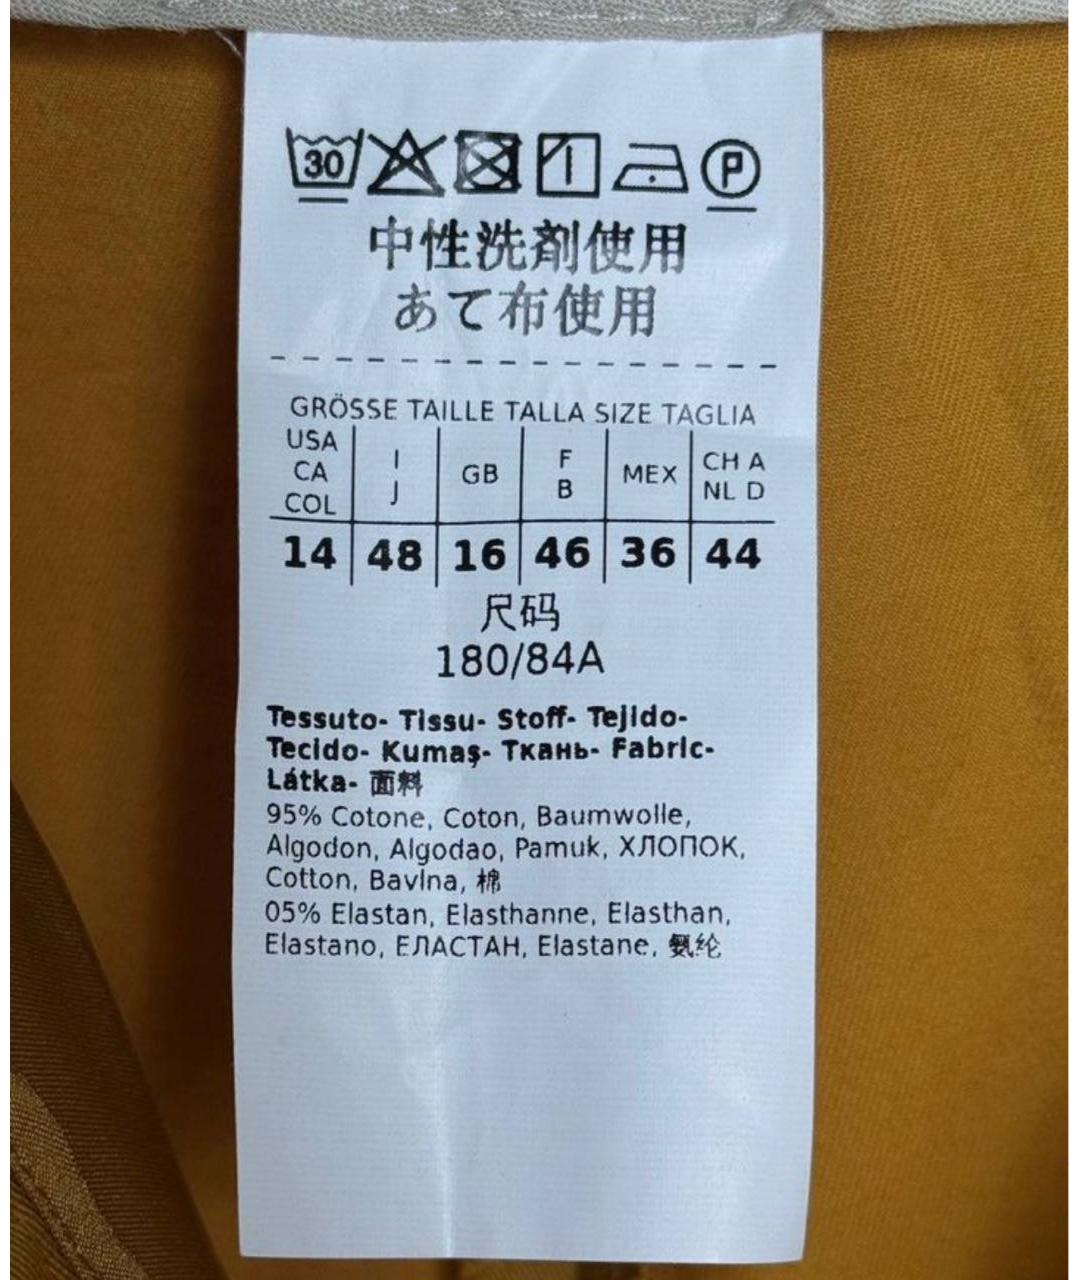 30 P
中性洗剤使用
あて布使用
GRÖSSE TAILLE TALLA SIZE TAGLIA
USA CA COL | I J | GB | F B | MEX | CH A NL D
14 | 48 | 16 | 46 | 36 | 44
尺码
180/84A
Tessuto- Tissu- Stoff- Tejido-
Tecido- Kumaş- Ткань- Fabric-
Látka- 面料
95% Cotone, Coton, Baumwolle,
Algodon, Algodao, Pamuk, ХЛОПОК,
Cotton, Bavlna, 棉
05% Elastan, Elasthanne, Elasthan,
Elastano, ЕЛАСТАН, Elastane, 氨纶